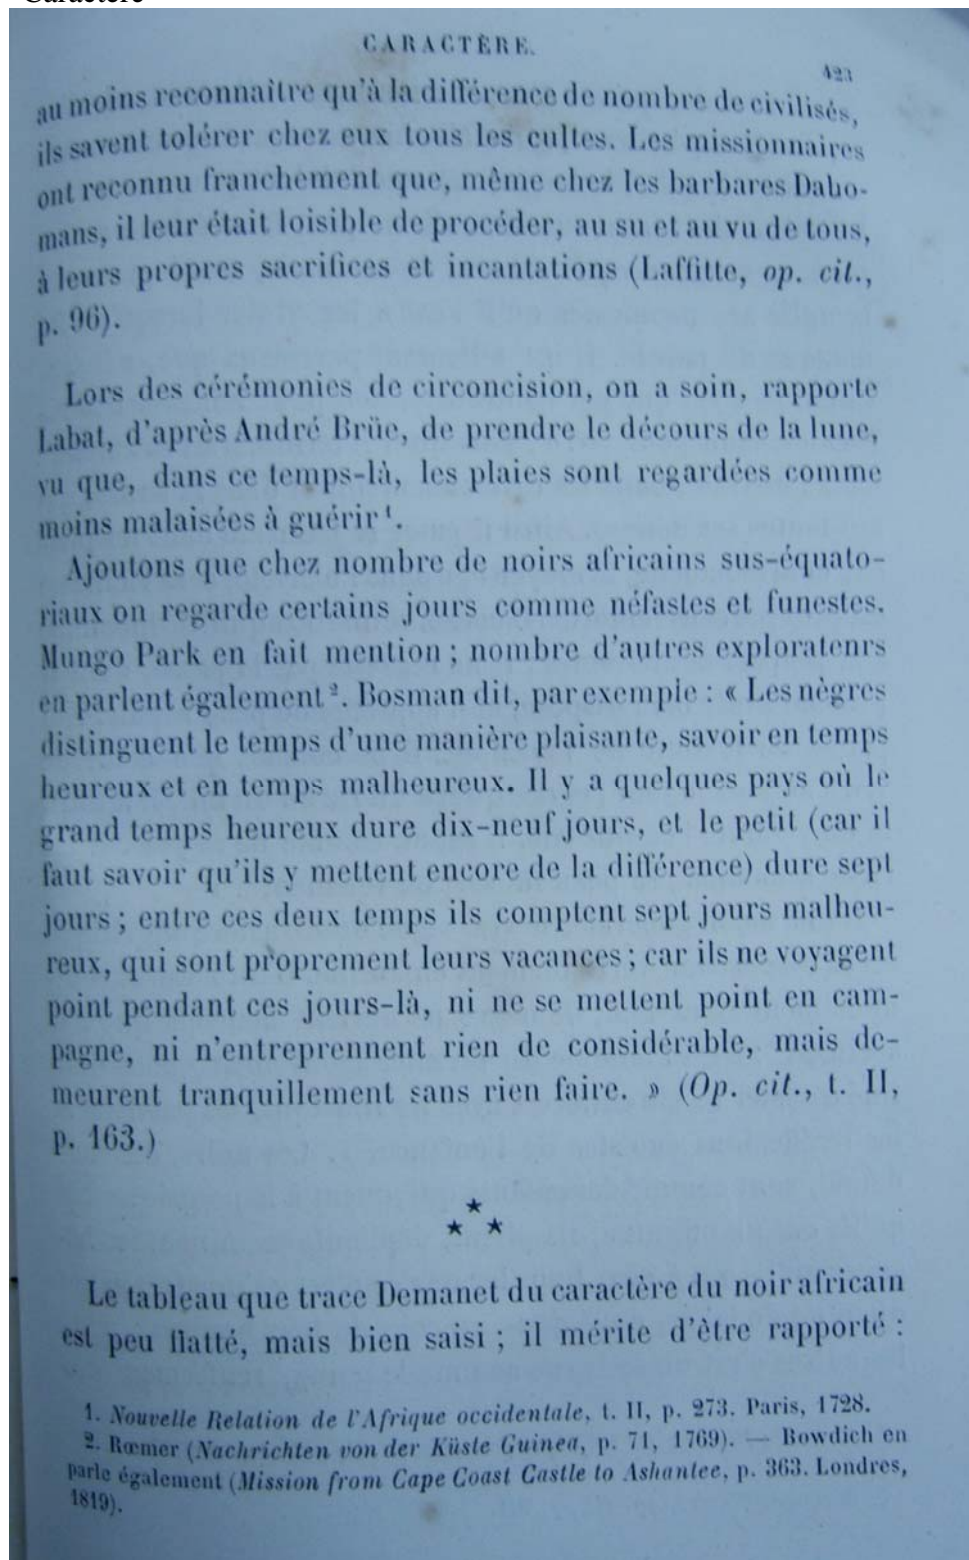 Caractère
CARACTÈRE.
423
au moins reconnaître qu'à la différence de nombre de civilisés,
ils savent tolérer chez eux tous les cultes. Les missionnaires
ont reconnu franchement que, même chez les barbares Daho-
mans, il leur était loisible de procéder, au su et au vu de tous,
à leurs propres sacrifices et incantations (Laffitte, op. cit.,
p. 96).
Lors des cérémonies de circoncision, on a soin, rapporte
Labat, d'après André Brüe, de prendre le décours de la lune,
vu que, dans ce temps-là, les plaies sont regardées comme
moins malaisées à guérir ¹.
Ajoutons que chez nombre de noirs africains sus-équato-
riaux on regarde certains jours comme néfastes et funestes.
Mungo Park en fait mention ; nombre d'autres exploratenrs
en parlent également ². Bosman dit, par exemple : « Les nègres
distinguent le temps d'une manière plaisante, savoir en temps
heureux et en temps malheureux. Il y a quelques pays où le
grand temps heureux dure dix-neuf jours, et le petit (car il
faut savoir qu'ils y mettent encore de la différence) dure sept
jours ; entre ces deux temps ils comptent sept jours malheu-
reux, qui sont proprement leurs vacances ; car ils ne voyagent
point pendant ces jours-là, ni ne se mettent point en cam-
pagne, ni n'entreprennent rien de considérable, mais de-
meurent tranquillement sans rien faire. » (Op. cit., t. II,
p. 163.)
★
★ ★
Le tableau que trace Demanet du caractère du noir africain
est peu flatté, mais bien saisi ; il mérite d'être rapporté :
1. Nouvelle Relation de l'Afrique occidentale, t. II, p. 273. Paris, 1728.
2. Rœmer (Nachrichten von der Küste Guinea, p. 71, 1769). — Bowdich en
parle également (Mission from Cape Coast Castle to Ashantee, p. 363. Londres,
1819).